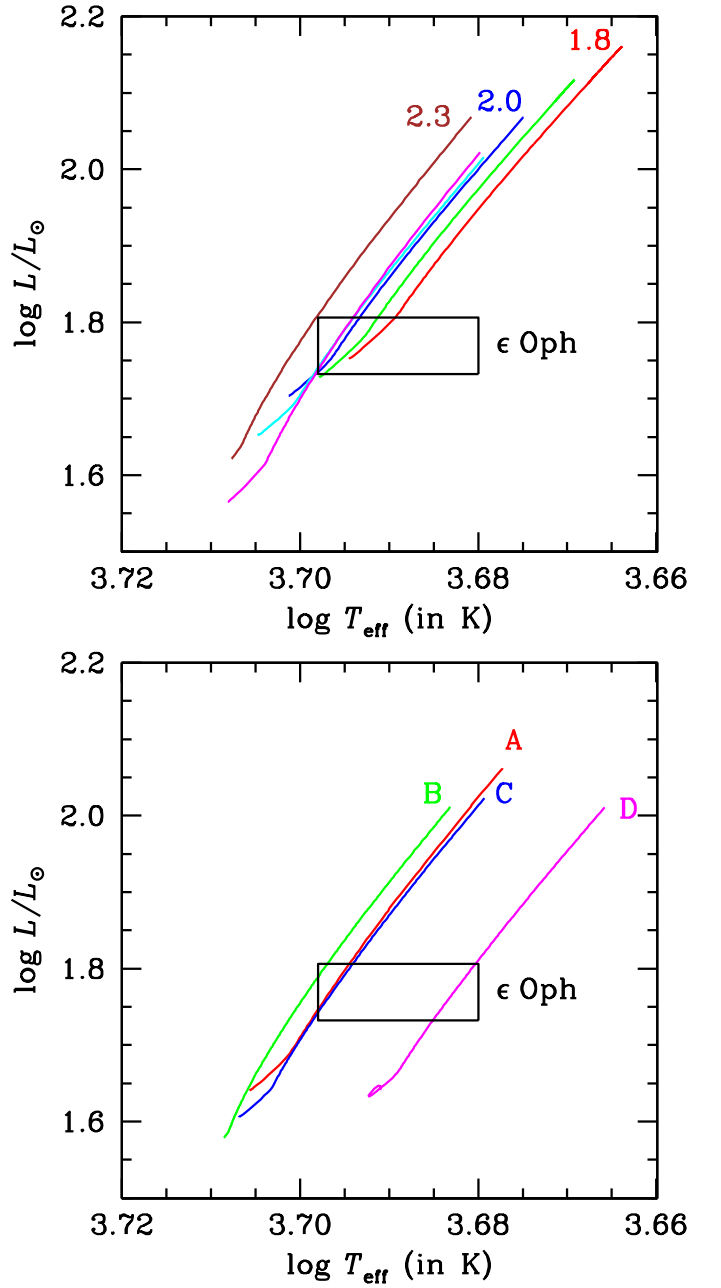 2.2
1.8
2.0
2.3
2.0
log L/L☉
1.8
ϵ Oph
1.6
3.72 3.70 3.68 3.66
log Teff (in K)
2.2
A
B C
2.0 D
log L/L☉
1.8
ϵ Oph
1.6
3.72 3.70 3.68 3.66
log Teff (in K)